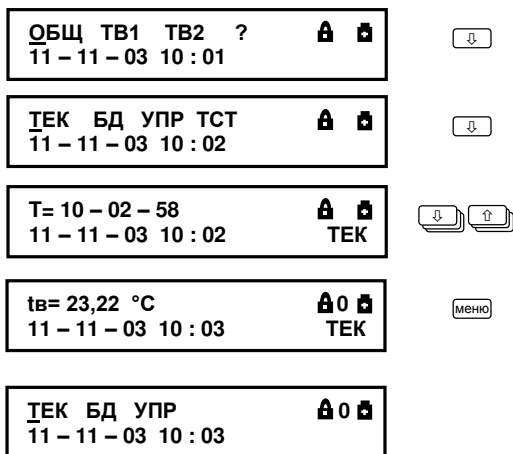 ОБЩ ТВ1 ТВ2 ?
11 – 11 – 03 10 : 01
ТЕК БД УПР ТСТ
11 – 11 – 03 10 : 02
Т= 10 – 02 – 58
11 – 11 – 03 10 : 02 ТЕК
tв= 23,22 °С 0
11 – 11 – 03 10 : 03 ТЕК
меню
ТЕК БД УПР 0
11 – 11 – 03 10 : 03